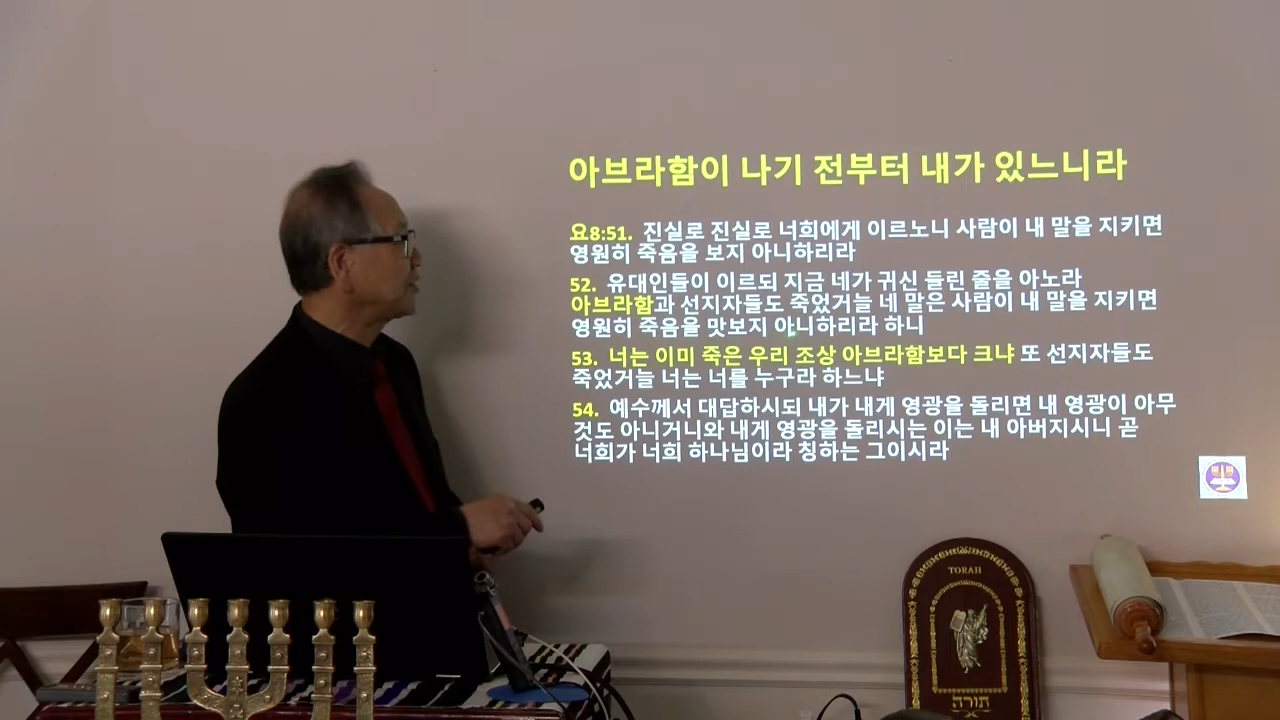 아브라함이 나기 전부터 내가 있느니라
요8:51. 진실로 진실로 너희에게 이르노니 사람이 내 말을 지키면
영원히 죽음을 보지 아니하리라
52. 유대인들이 이르되 지금 네가 귀신 들린 줄을 아노라
아브라함과 선지자들도 죽었거늘 네 말은 사람이 내 말을 지키면
영원히 죽음을 맛보지 아니하리라 하니
53. 너는 이미 죽은 우리 조상 아브라함보다 크냐 또 선지자들도
죽었거늘 너는 너를 누구라 하느냐
54. 예수께서 대답하시되 내가 내게 영광을 돌리면 내 영광이 아무
것도 아니거니와 내게 영광을 돌리시는 이는 내 아버지시니 곧
너희가 너희 하나님이라 칭하는 그이시라
TORAH
תורה